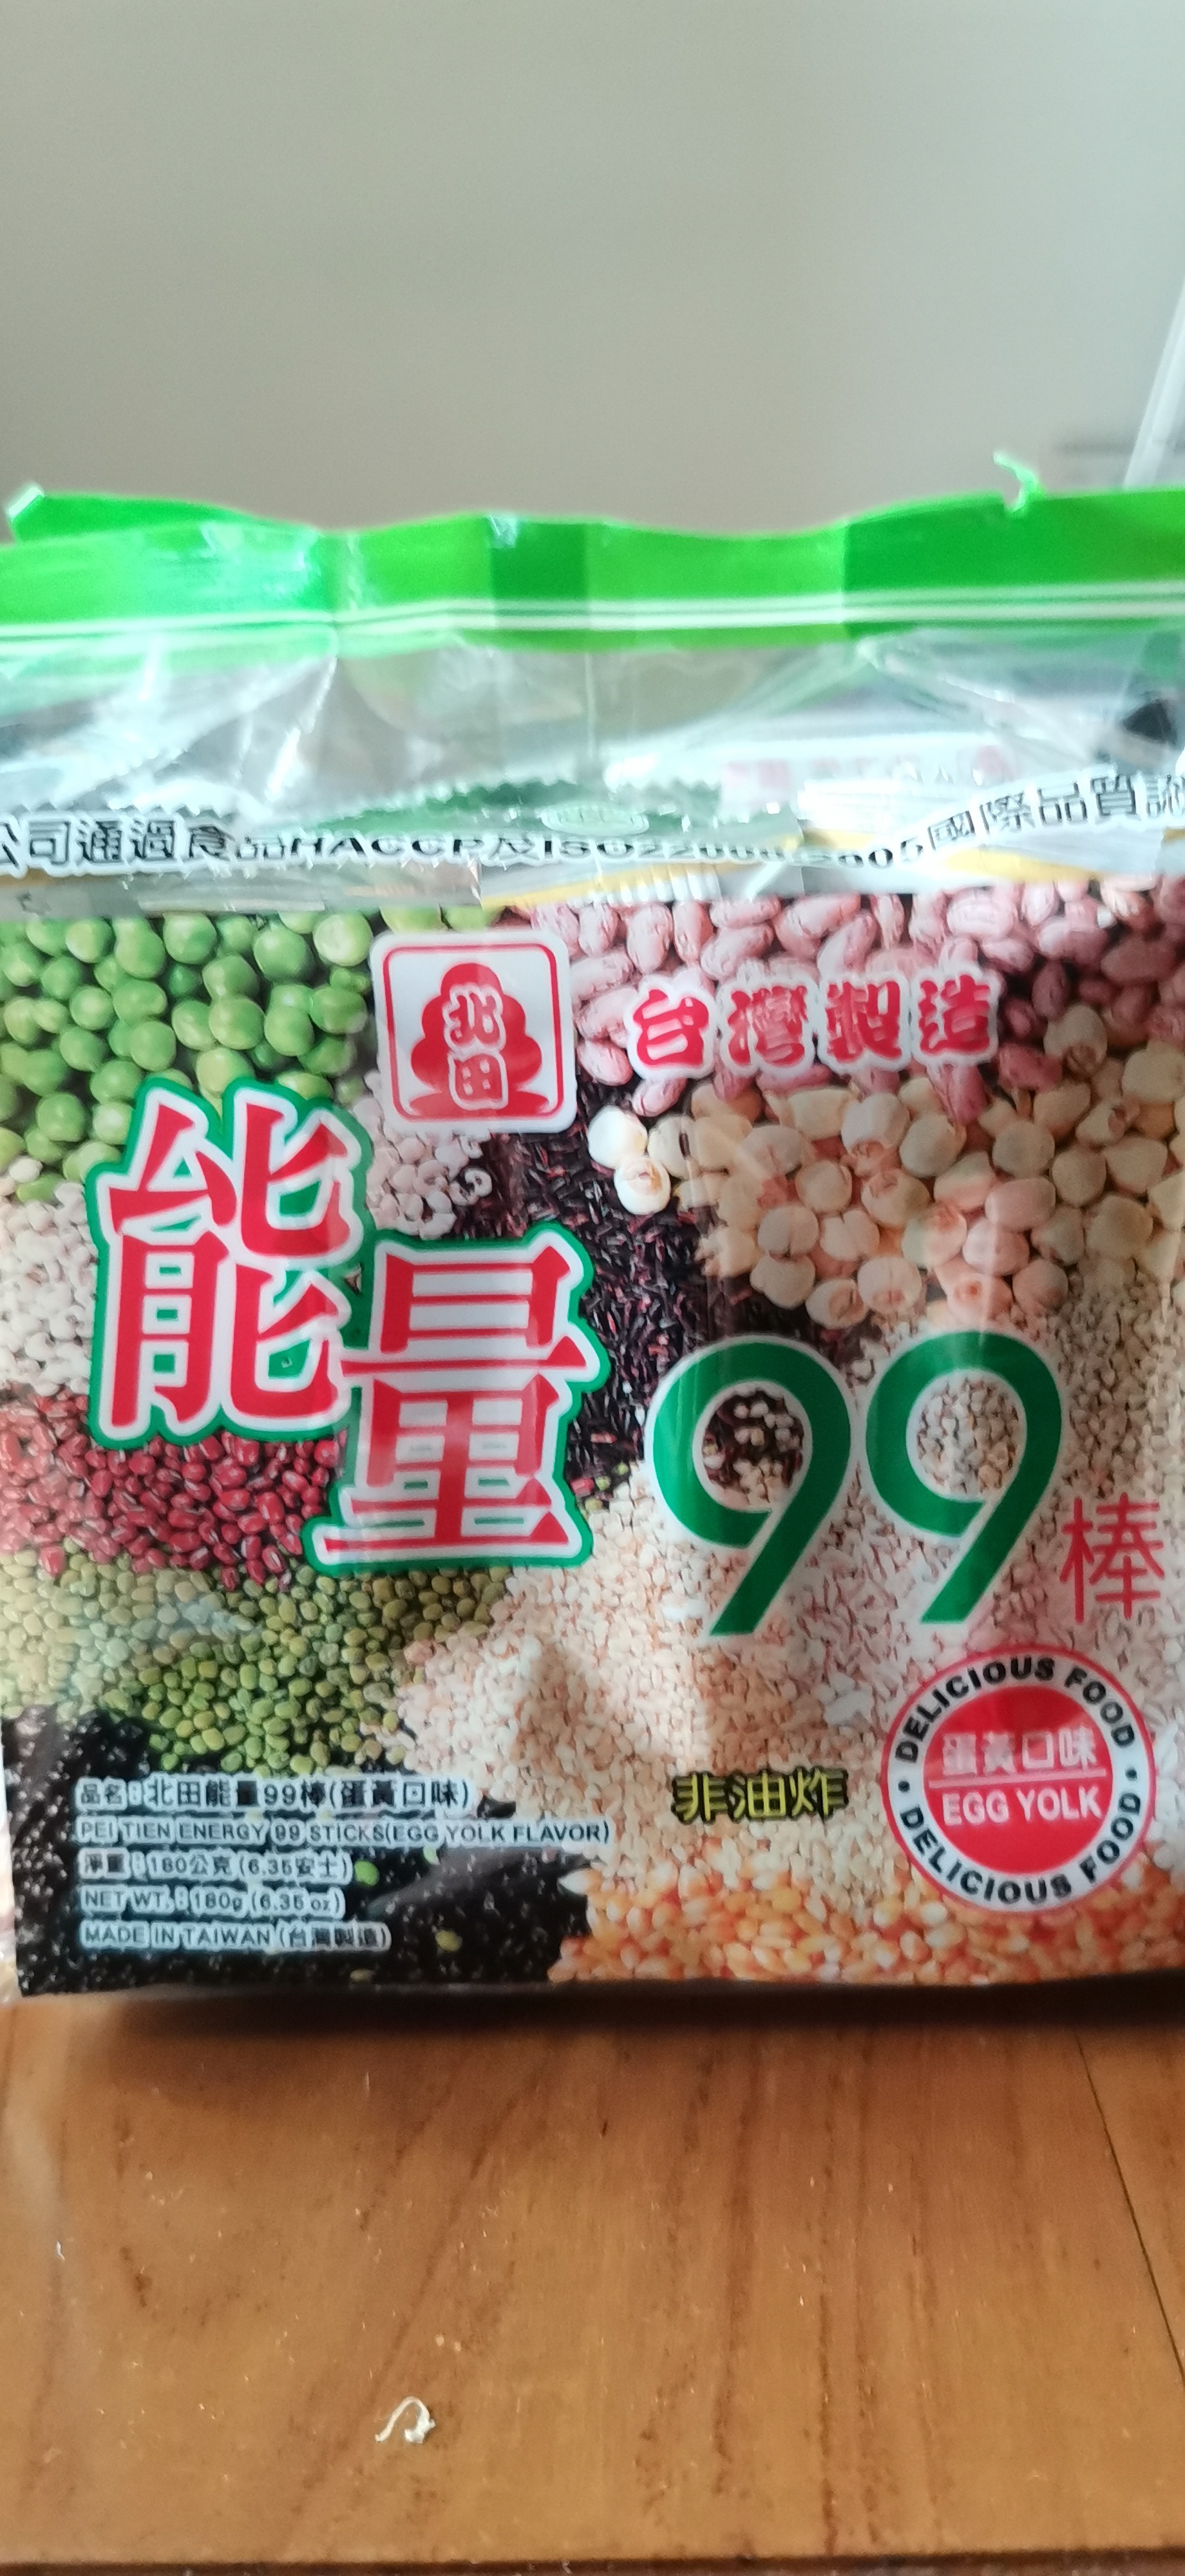 公司通過食品HACCP及ISO22000:2005國際品質認
北田
台灣製造
能量99棒
DELICIOUS FOOD
蛋黃口味
EGG YOLK
DELICIOUS FOOD
非油炸
品名:北田能量99棒(蛋黃口味)
PEI TIEN ENERGY 99 STICKS(EGG YOLK FLAVOR)
淨重:180公克(6.35安士)
NET WT.:180g(6.35 oz)
MADE IN TAIWAN(台灣製造)